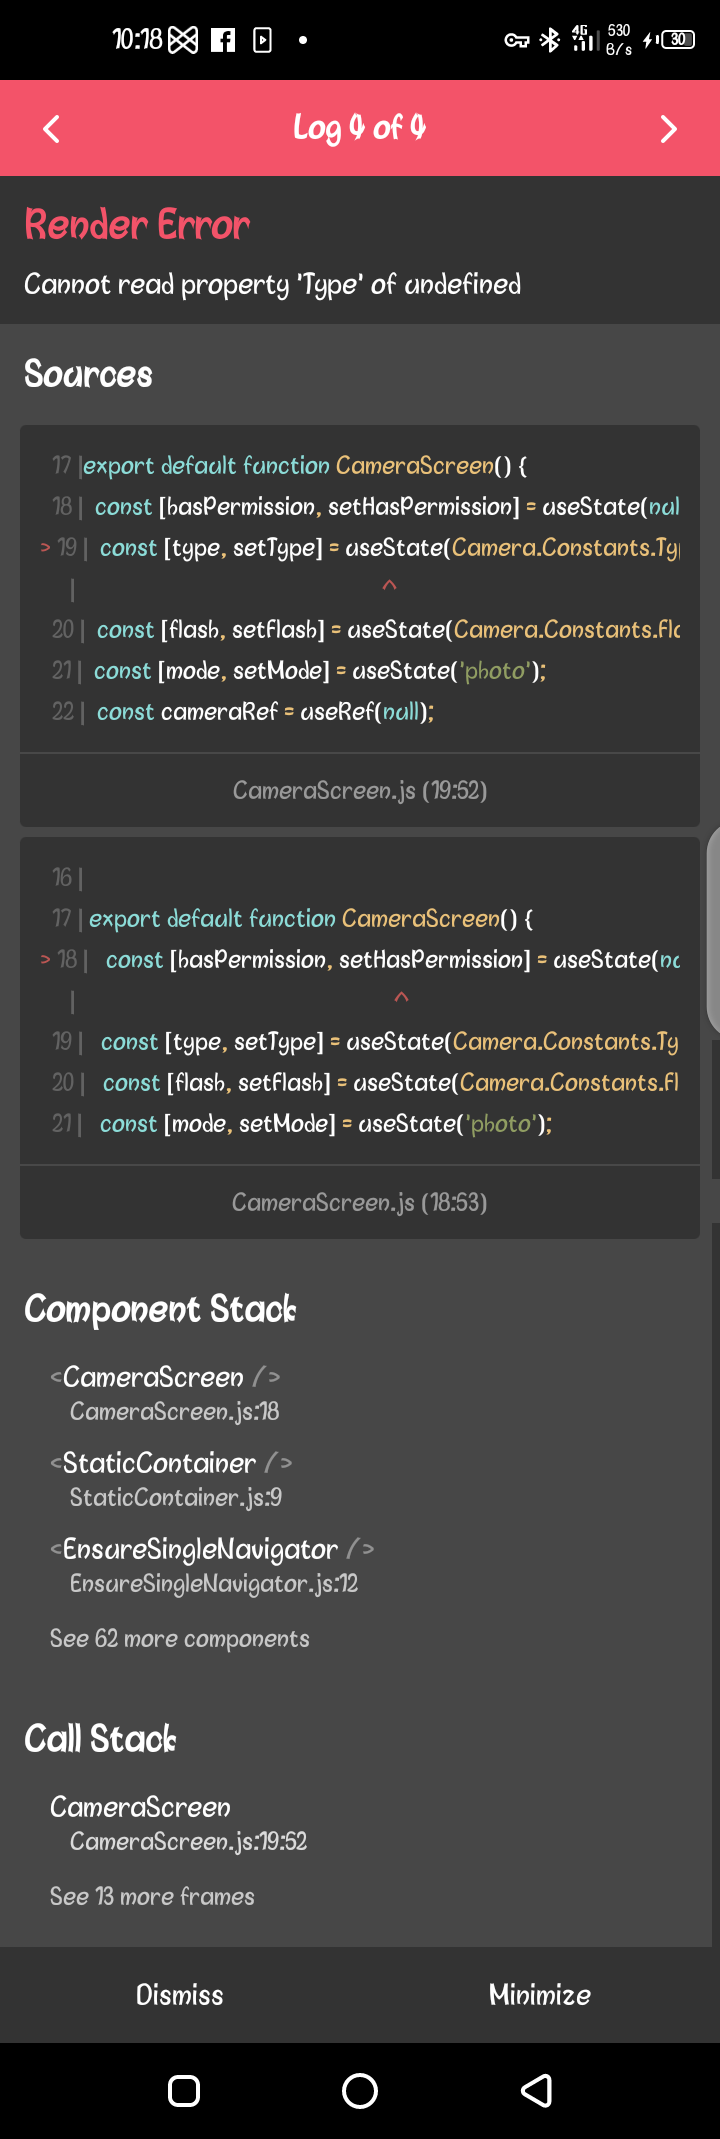 10:18
4G 530 B/s 30
Log 4 of 4
Render Error
Cannot read property 'Type' of undefined
Sources
17 |export default function CameraScreen() {
18 | const [hasPermission, setHasPermission] = useState(nul
> 19 | const [type, setType] = useState(Camera.Constants.Ty
| ^
20 | const [flash, setFlash] = useState(Camera.Constants.Fla
21 | const [mode, setMode] = useState('photo');
22 | const cameraRef = useRef(null);
CameraScreen.js (19:52)
16 |
17 | export default function CameraScreen() {
> 18 | const [hasPermission, setHasPermission] = useState(nu
| ^
19 | const [type, setType] = useState(Camera.Constants.Ty
20 | const [flash, setFlash] = useState(Camera.Constants.Fl
21 | const [mode, setMode] = useState('photo');
CameraScreen.js (18:53)
Component Stack
<CameraScreen />
CameraScreen.js:18
<StaticContainer />
StaticContainer.js:9
<EnsureSingleNavigator />
EnsureSingleNavigator.js:12
See 62 more components
Call Stack
CameraScreen
CameraScreen.js:19:52
See 13 more frames
Dismiss Minimize